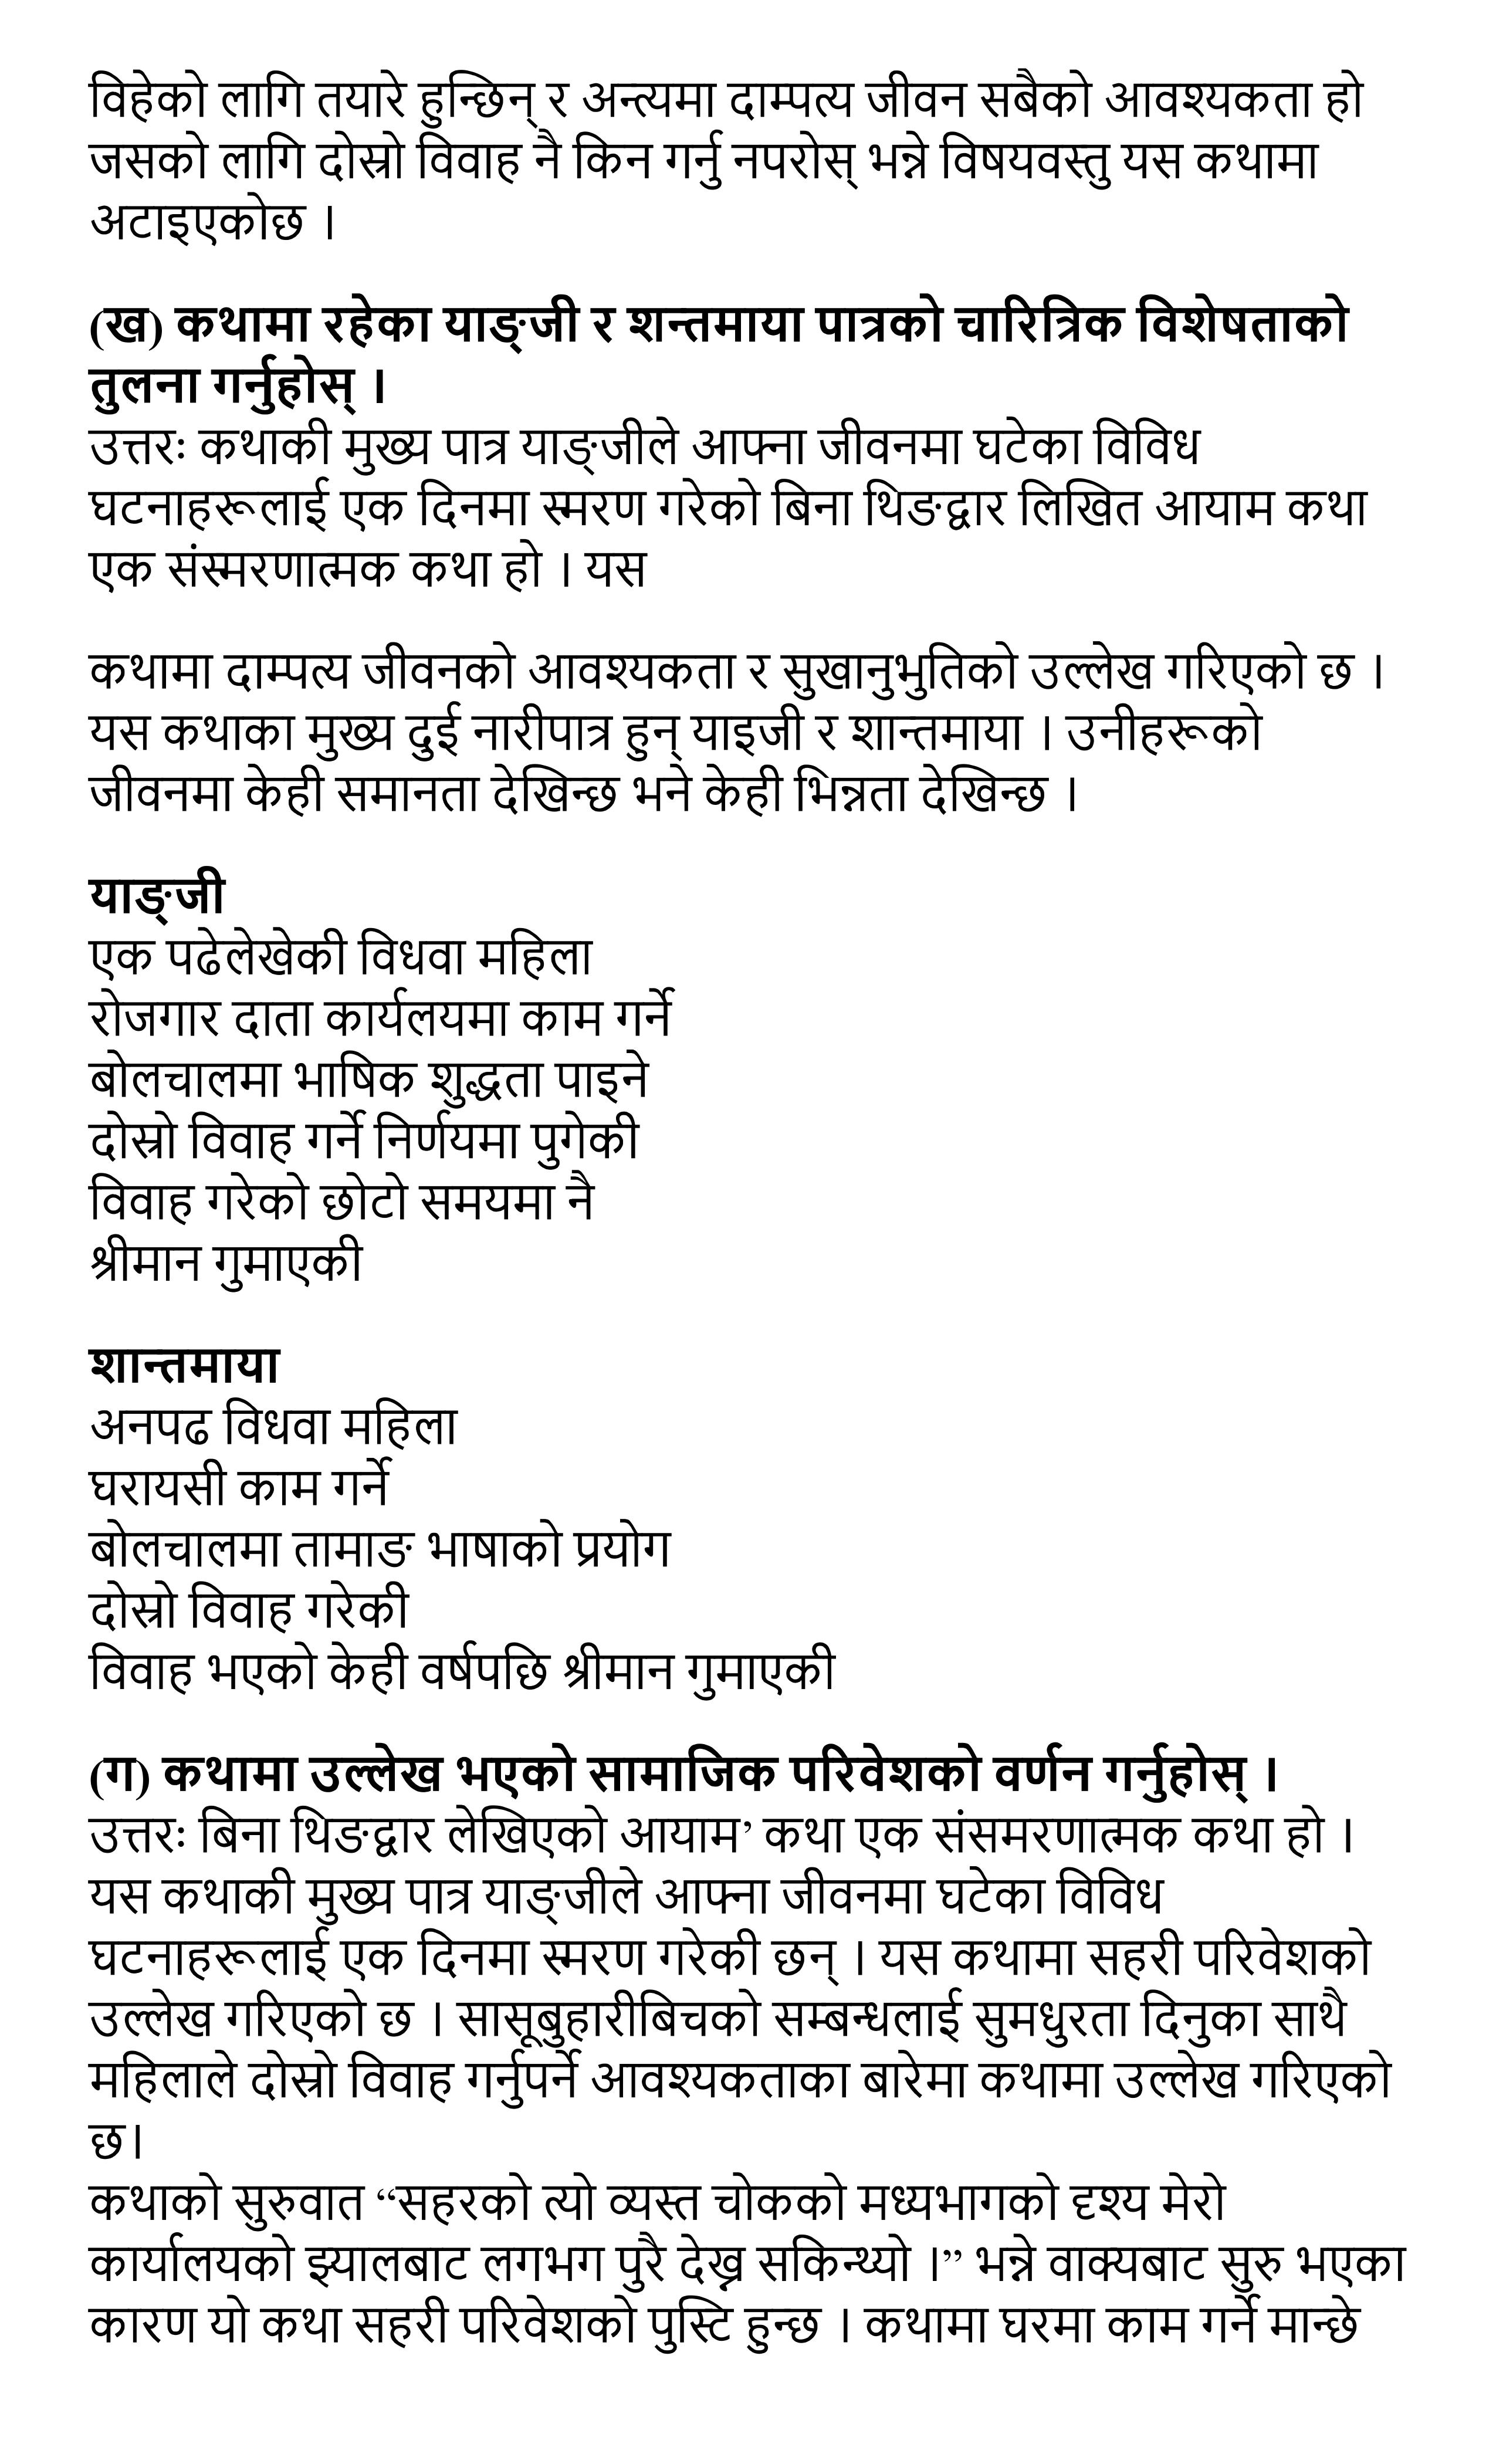 विहेको लागि तयारे हुन्छिन् र अन्त्यमा दाम्पत्य जीवन सबैको आवश्यकता हो
जसको लागि दोस्रो विवाह नै किन गर्नु नपरोस् भन्ने विषयवस्तु यस कथामा
अटाइएकोछ ।
(ख) कथामा रहेका याङ्जी र शन्तमाया पात्रको चारित्रिक विशेषताको
तुलना गर्नुहोस् ।
उत्तरः कथाकी मुख्य पात्र याङ्जीले आफ्ना जीवनमा घटेका विविध
घटनाहरूलाई एक दिनमा स्मरण गरेको बिना थिङद्वार लिखित आयाम कथा
एक संस्मरणात्मक कथा हो । यस
कथामा दाम्पत्य जीवनको आवश्यकता र सुखानुभुतिको उल्लेख गरिएको छ ।
यस कथाका मुख्य दुई नारीपात्र हुन् याइजी र शान्तमाया । उनीहरूको
जीवनमा केही समानता देखिन्छ भने केही भिन्नता देखिन्छ ।
याङ्जी
एक पढेलेखेकी विधवा महिला
रोजगार दाता कार्यलयमा काम गर्ने
बोलचालमा भाषिक शुद्धता पाइने
दोस्रो विवाह गर्ने निर्णयमा पुगेकी
विवाह गरेको छोटो समयमा नै
श्रीमान गुमाएकी
शान्तमाया
अनपढ विधवा महिला
घरायसी काम गर्ने
बोलचालमा तामाङ भाषाको प्रयोग
दोस्रो विवाह गरेकी
विवाह भएको केही वर्षपछि श्रीमान गुमाएकी
(ग) कथामा उल्लेख भएको सामाजिक परिवेशको वर्णन गर्नुहोस् ।
उत्तरः बिना थिङद्वार लेखिएको आयाम’ कथा एक संसमरणात्मक कथा हो ।
यस कथाकी मुख्य पात्र याङ्जीले आफ्ना जीवनमा घटेका विविध
घटनाहरूलाई एक दिनमा स्मरण गरेकी छन् । यस कथामा सहरी परिवेशको
उल्लेख गरिएको छ । सासूबुहारीबिचको सम्बन्धलाई सुमधुरता दिनुका साथै
महिलाले दोस्रो विवाह गर्नुपर्ने आवश्यकताका बारेमा कथामा उल्लेख गरिएको
छ।
कथाको सुरुवात “सहरको त्यो व्यस्त चोकको मध्यभागको दृश्य मेरो
कार्यालयको झ्यालबाट लगभग पुरै देख्न सकिन्थ्यो ।” भन्ने वाक्यबाट सुरु भएका
कारण यो कथा सहरी परिवेशको पुस्टि हुन्छ । कथामा घरमा काम गर्ने मान्छे